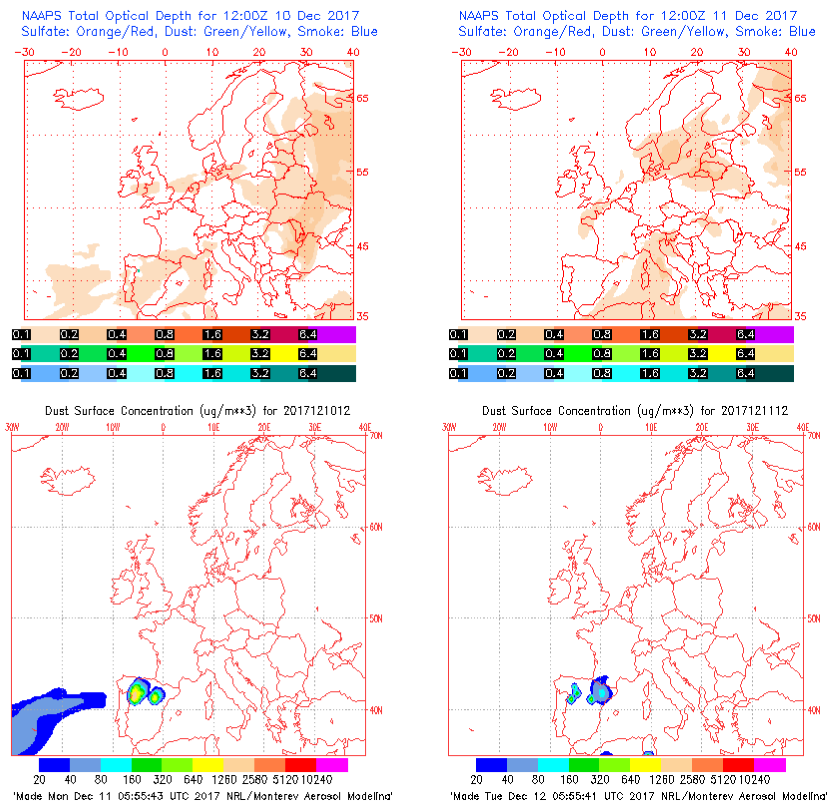 NAAPS Total Optical Depth for 12:00Z 10 Dec 2017
Sulfate: Orange/Red, Dust: Green/Yellow, Smoke: Blue
-30 -20 -10 0 10 20 30 40
65
55
45
35
0.1 0.2 0.4 0.8 1.6 3.2 6.4
0.1 0.2 0.4 0.8 1.6 3.2 6.4
0.1 0.2 0.4 0.8 1.6 3.2 6.4
NAAPS Total Optical Depth for 12:00Z 11 Dec 2017
Sulfate: Orange/Red, Dust: Green/Yellow, Smoke: Blue
-30 -20 -10 0 10 20 30 40
65
55
45
35
0.1 0.2 0.4 0.8 1.6 3.2 6.4
0.1 0.2 0.4 0.8 1.6 3.2 6.4
0.1 0.2 0.4 0.8 1.6 3.2 6.4
Dust Surface Concentration (ug/m**3) for 2017121012
30W 20W 10W 0 10E 20E 30E 40E
70N
60N
50N
40N
20 40 80 160 320 640 1260 2580 5120 10240
'Made Mon Dec 11 05:55:43 UTC 2017 NRL/Monterey Aerosol Modeling'
Dust Surface Concentration (ug/m**3) for 2017121112
30W 20W 10W 0 10E 20E 30E 40E
70N
60N
50N
40N
20 40 80 160 320 640 1260 2580 5120 10240
'Made Tue Dec 12 05:55:41 UTC 2017 NRL/Monterey Aerosol Modeling'